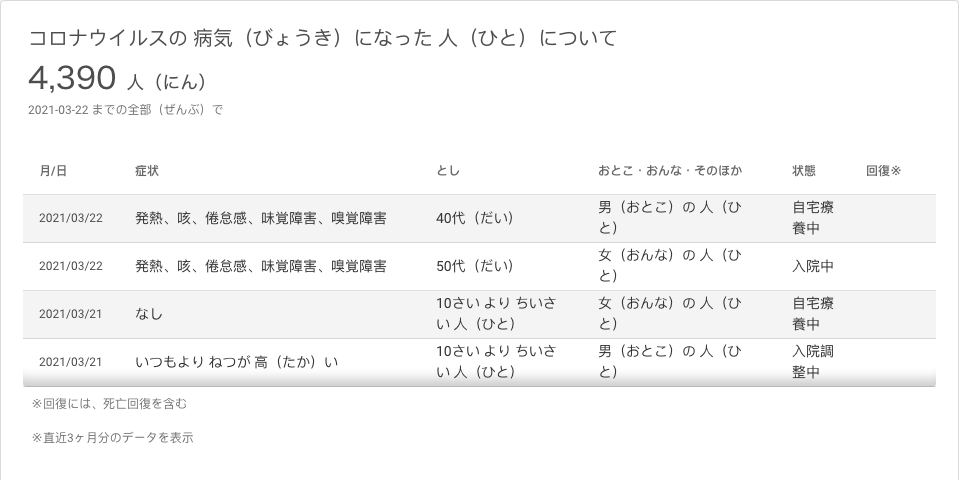 コロナウイルスの 病気（びょうき）になった 人（ひと）について
4,390 人（にん）
2021-03-22 までの全部（ぜんぶ）で
月/日 症状 とし おとこ・おんな・そのほか 状態 回復※
2021/03/22 発熱、咳、倦怠感、味覚障害、嗅覚障害 40代（だい） 男（おとこ）の 人（ひと） 自宅療養中
2021/03/22 発熱、咳、倦怠感、味覚障害、嗅覚障害 50代（だい） 女（おんな）の 人（ひと） 入院中
2021/03/21 なし 10さい より ちいさい 人（ひと） 女（おんな）の 人（ひと） 自宅療養中
2021/03/21 いつもより ねつが 高（たか）い 10さい より ちいさい 人（ひと） 男（おとこ）の 人（ひと） 入院調整中
※回復には、死亡回復を含む
※直近3ヶ月分のデータを表示